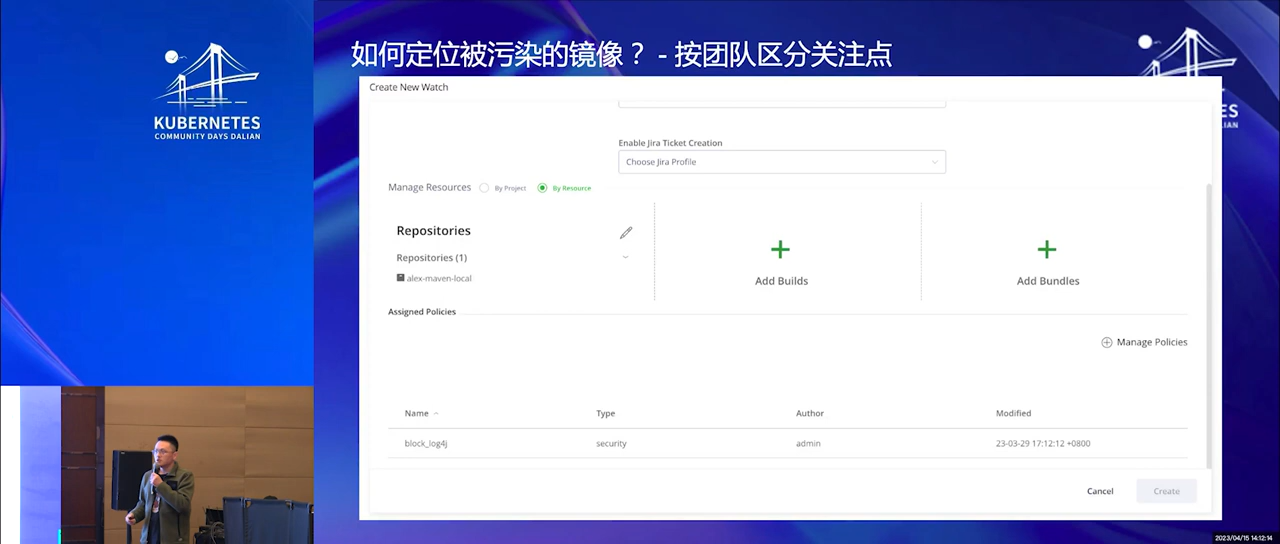 KUBERNETES
COMMUNITY DAYS DALIAN
如何定位被污染的镜像？ - 按团队区分关注点
ES
LIAN
Create New Watch
Enable Jira Ticket Creation
Choose Jira Profile
Manage Resources By Project By Resource
Repositories
Repositories (1)
alex-maven-local
Add Builds
Add Bundles
Assigned Policies
Manage Policies
Name Type Author Modified
block_log4j security admin 23-03-29 17:12:12 +0800
Cancel Create
2023/04/15 14:12:14